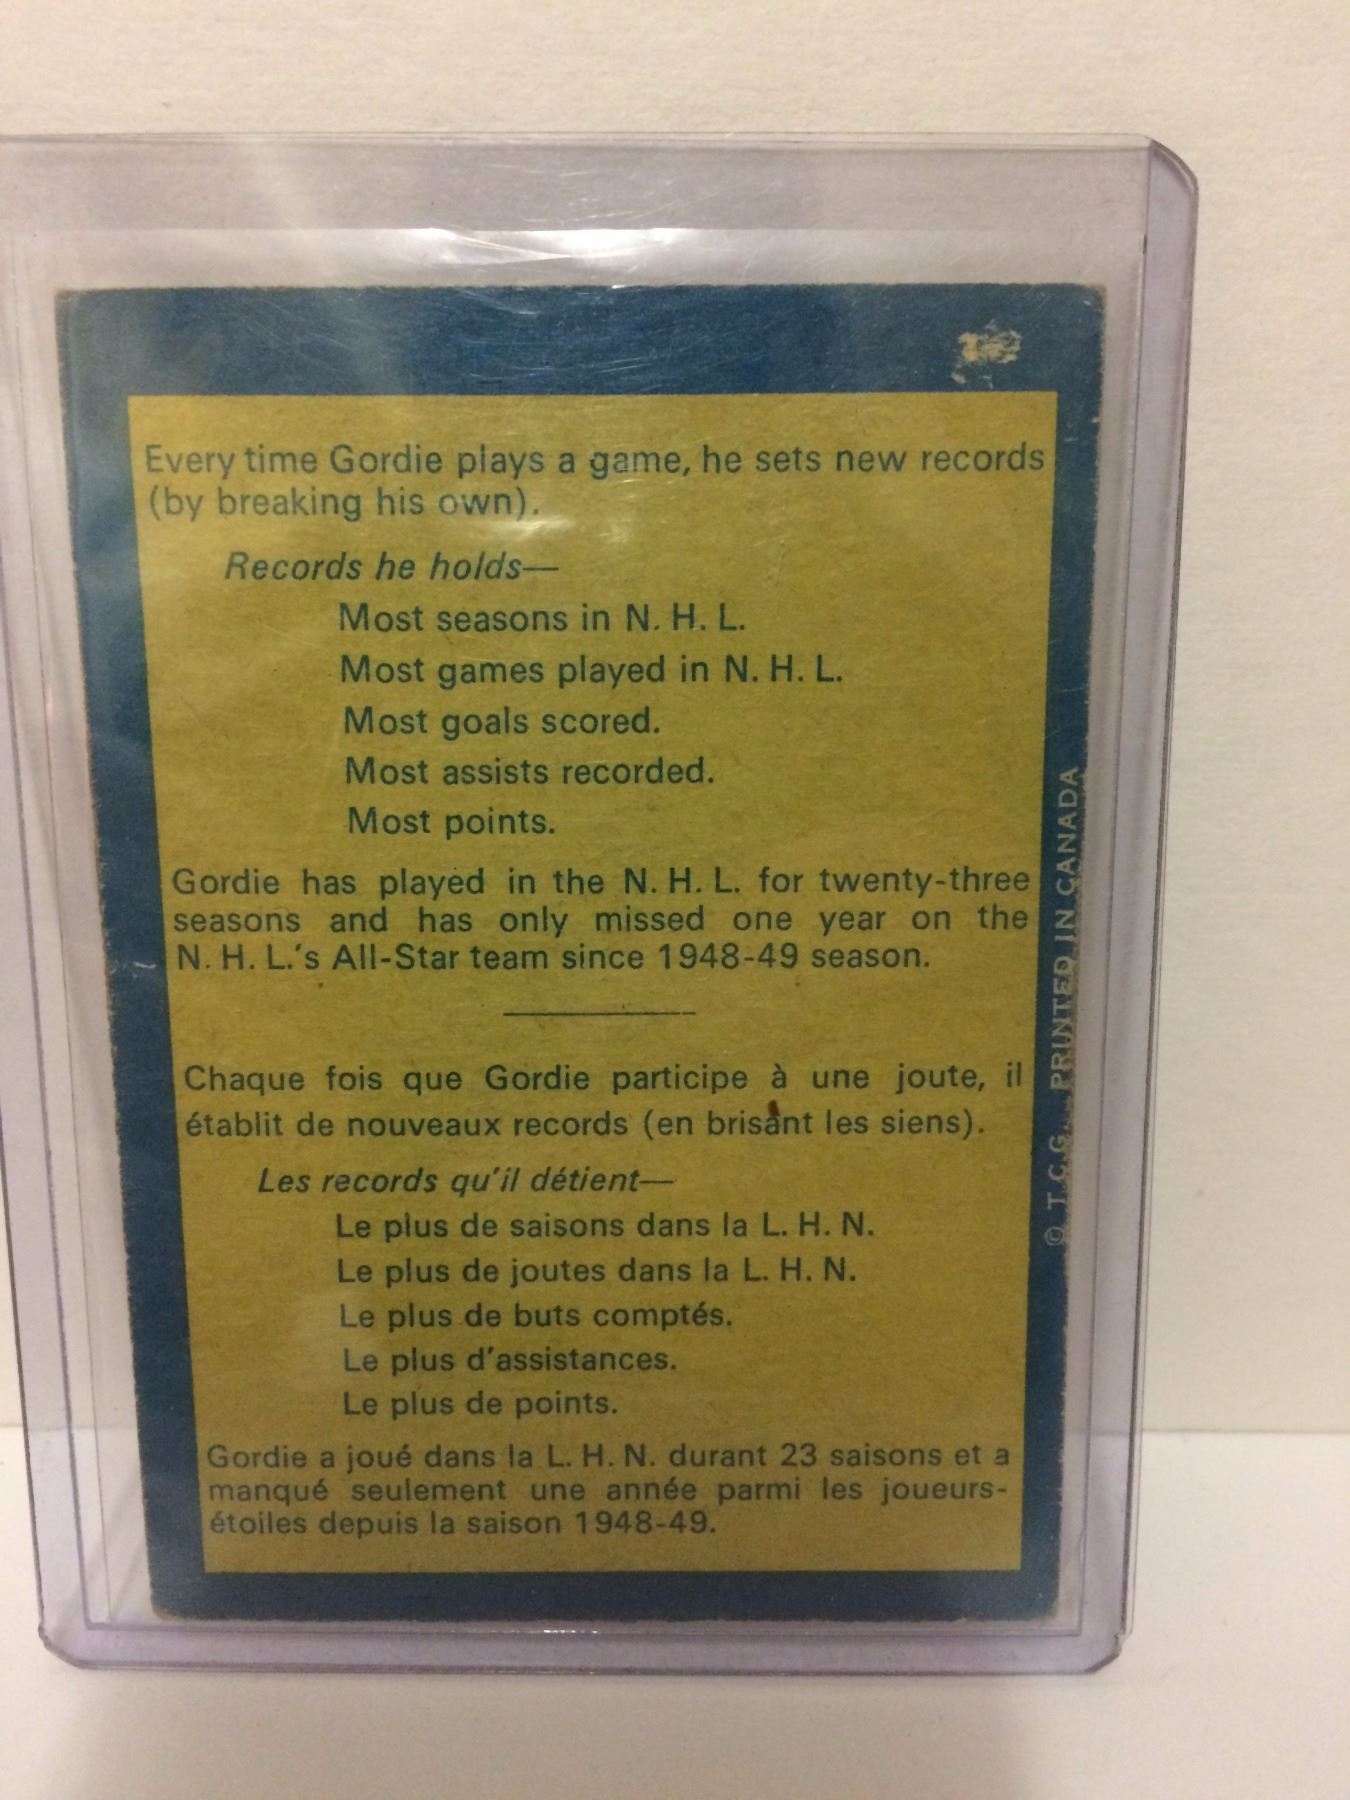 Every time Gordie plays a game, he sets new records
(by breaking his own).
Records he holds—
Most seasons in N. H. L.
Most games played in N. H. L.
Most goals scored.
Most assists recorded.
Most points.
Gordie has played in the N. H. L. for twenty-three
seasons and has only missed one year on the
N. H. L.'s All-Star team since 1948-49 season.
Chaque fois que Gordie participe à une joute, il
établit de nouveaux records (en brisant les siens).
Les records qu'il détient—
Le plus de saisons dans la L. H. N.
Le plus de joutes dans la L. H. N.
Le plus de buts comptés.
Le plus d'assistances.
Le plus de points.
Gordie a joué dans la L. H. N. durant 23 saisons et a
manqué seulement une année parmi les joueurs-
étoiles depuis la saison 1948-49.
© T.C.G. PRINTED IN CANADA